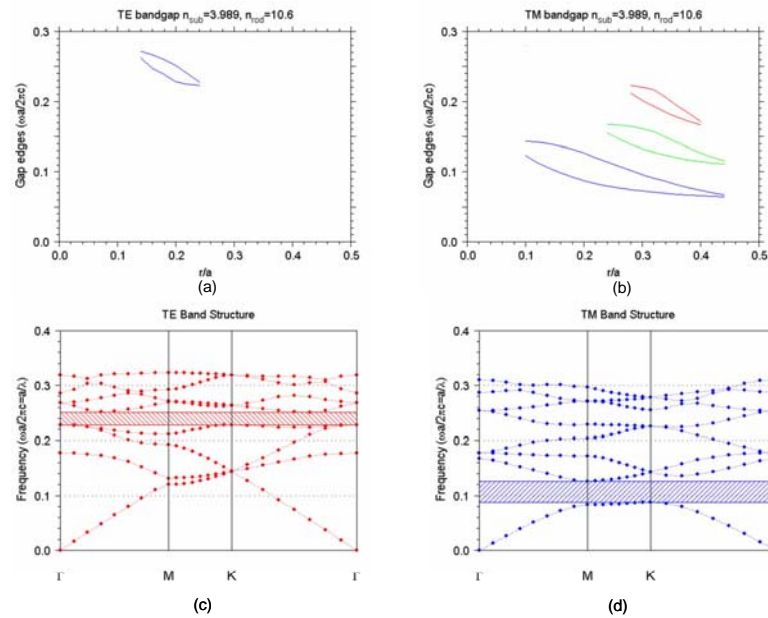 TE bandgap n_sub=3.989, n_rod=10.6
Gap edges (ωa/2πc)
0.3
0.2
0.1
0.0
0.0 0.1 0.2 0.3 0.4 0.5
r/a
(a)
TM bandgap n_sub=3.989, n_rod=10.6
Gap edges (ωa/2πc)
0.3
0.2
0.1
0.0
0.0 0.1 0.2 0.3 0.4 0.5
r/a
(b)
TE Band Structure
Frequency (ωa/2πc=a/λ)
0.4
0.3
0.2
0.1
0.0
Γ M K Γ
(c)
TM Band Structure
Frequency (ωa/2πc=a/λ)
0.4
0.3
0.2
0.1
0.0
Γ M K
(d)